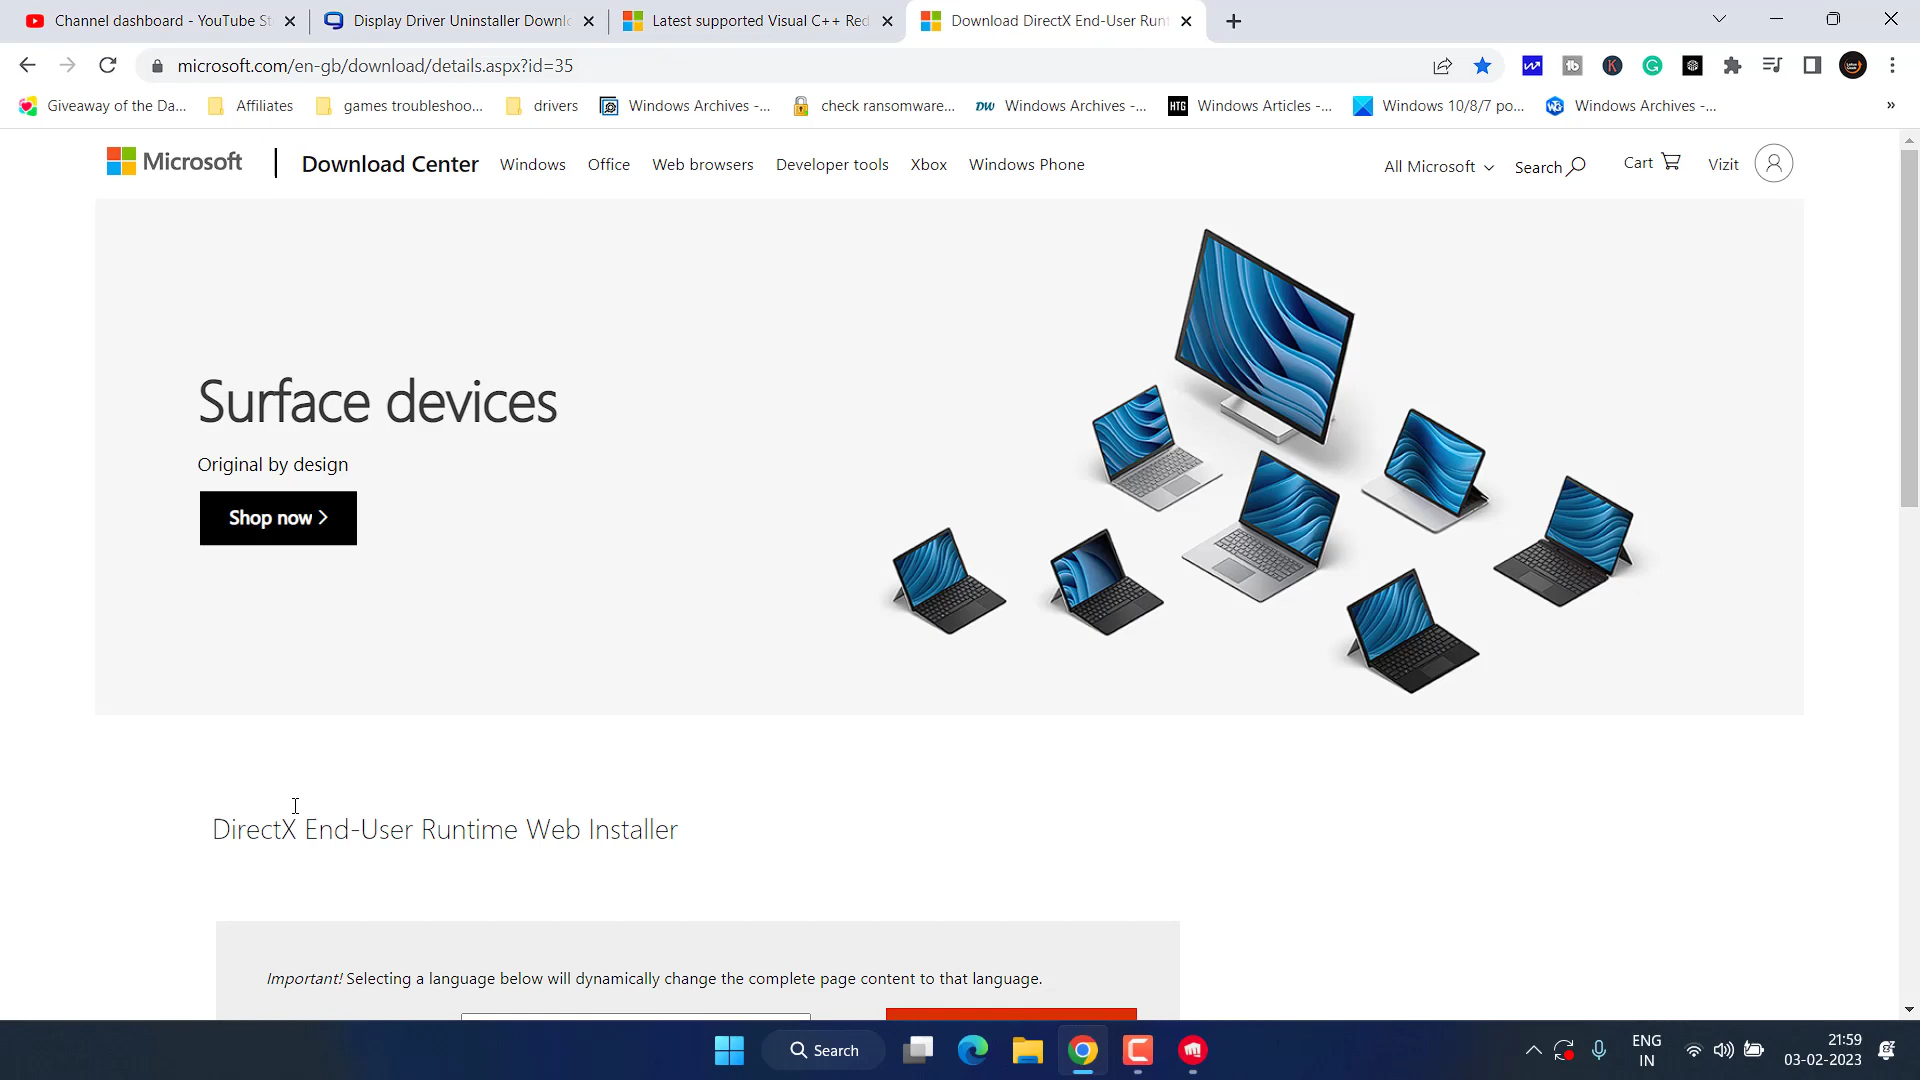 Channel dashboard - YouTube St
Display Driver Uninstaller Downl
Latest supported Visual C++ Red
Download DirectX End-User Runt
microsoft.com/en-gb/download/details.aspx?id=35
Giveaway of the Da...
Affiliates
games troubleshoo...
drivers
Windows Archives -...
check ransomware...
DW
Windows Archives -...
HTG
Windows Articles -...
Windows 10/8/7 po...
Windows Archives -...
»
Microsoft
Download Center
Windows
Office
Web browsers
Developer tools
Xbox
Windows Phone
All Microsoft
Search
Cart
Vizit
Surface devices
Original by design
Shop now
DirectX End-User Runtime Web Installer
Important! Selecting a language below will dynamically change the complete page content to that language.
Search
ENG
IN
21:59
03-02-2023